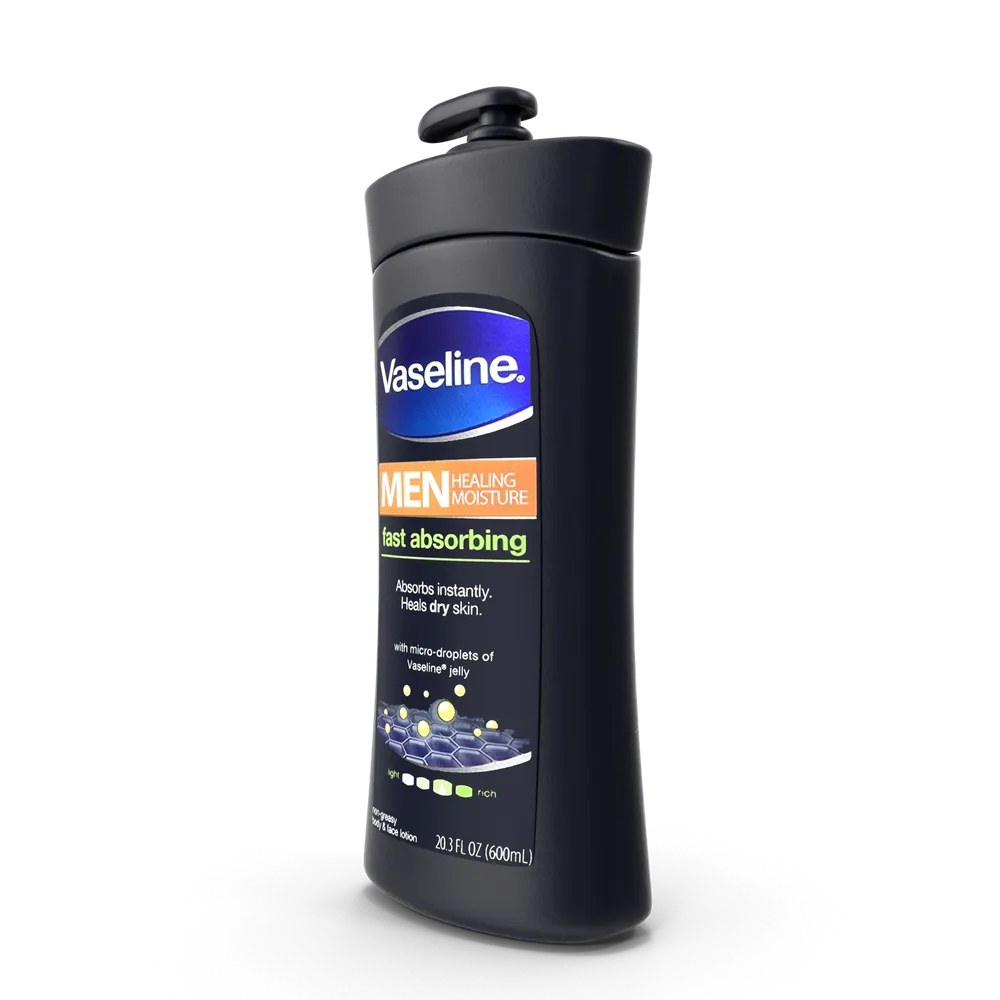 Vaseline®
MEN HEALING
MOISTURE
fast absorbing
Absorbs instantly.
Heals dry skin.
with micro-droplets of
Vaseline® jelly
light rich
non-greasy
body & face lotion
20.3 FL OZ (600mL)